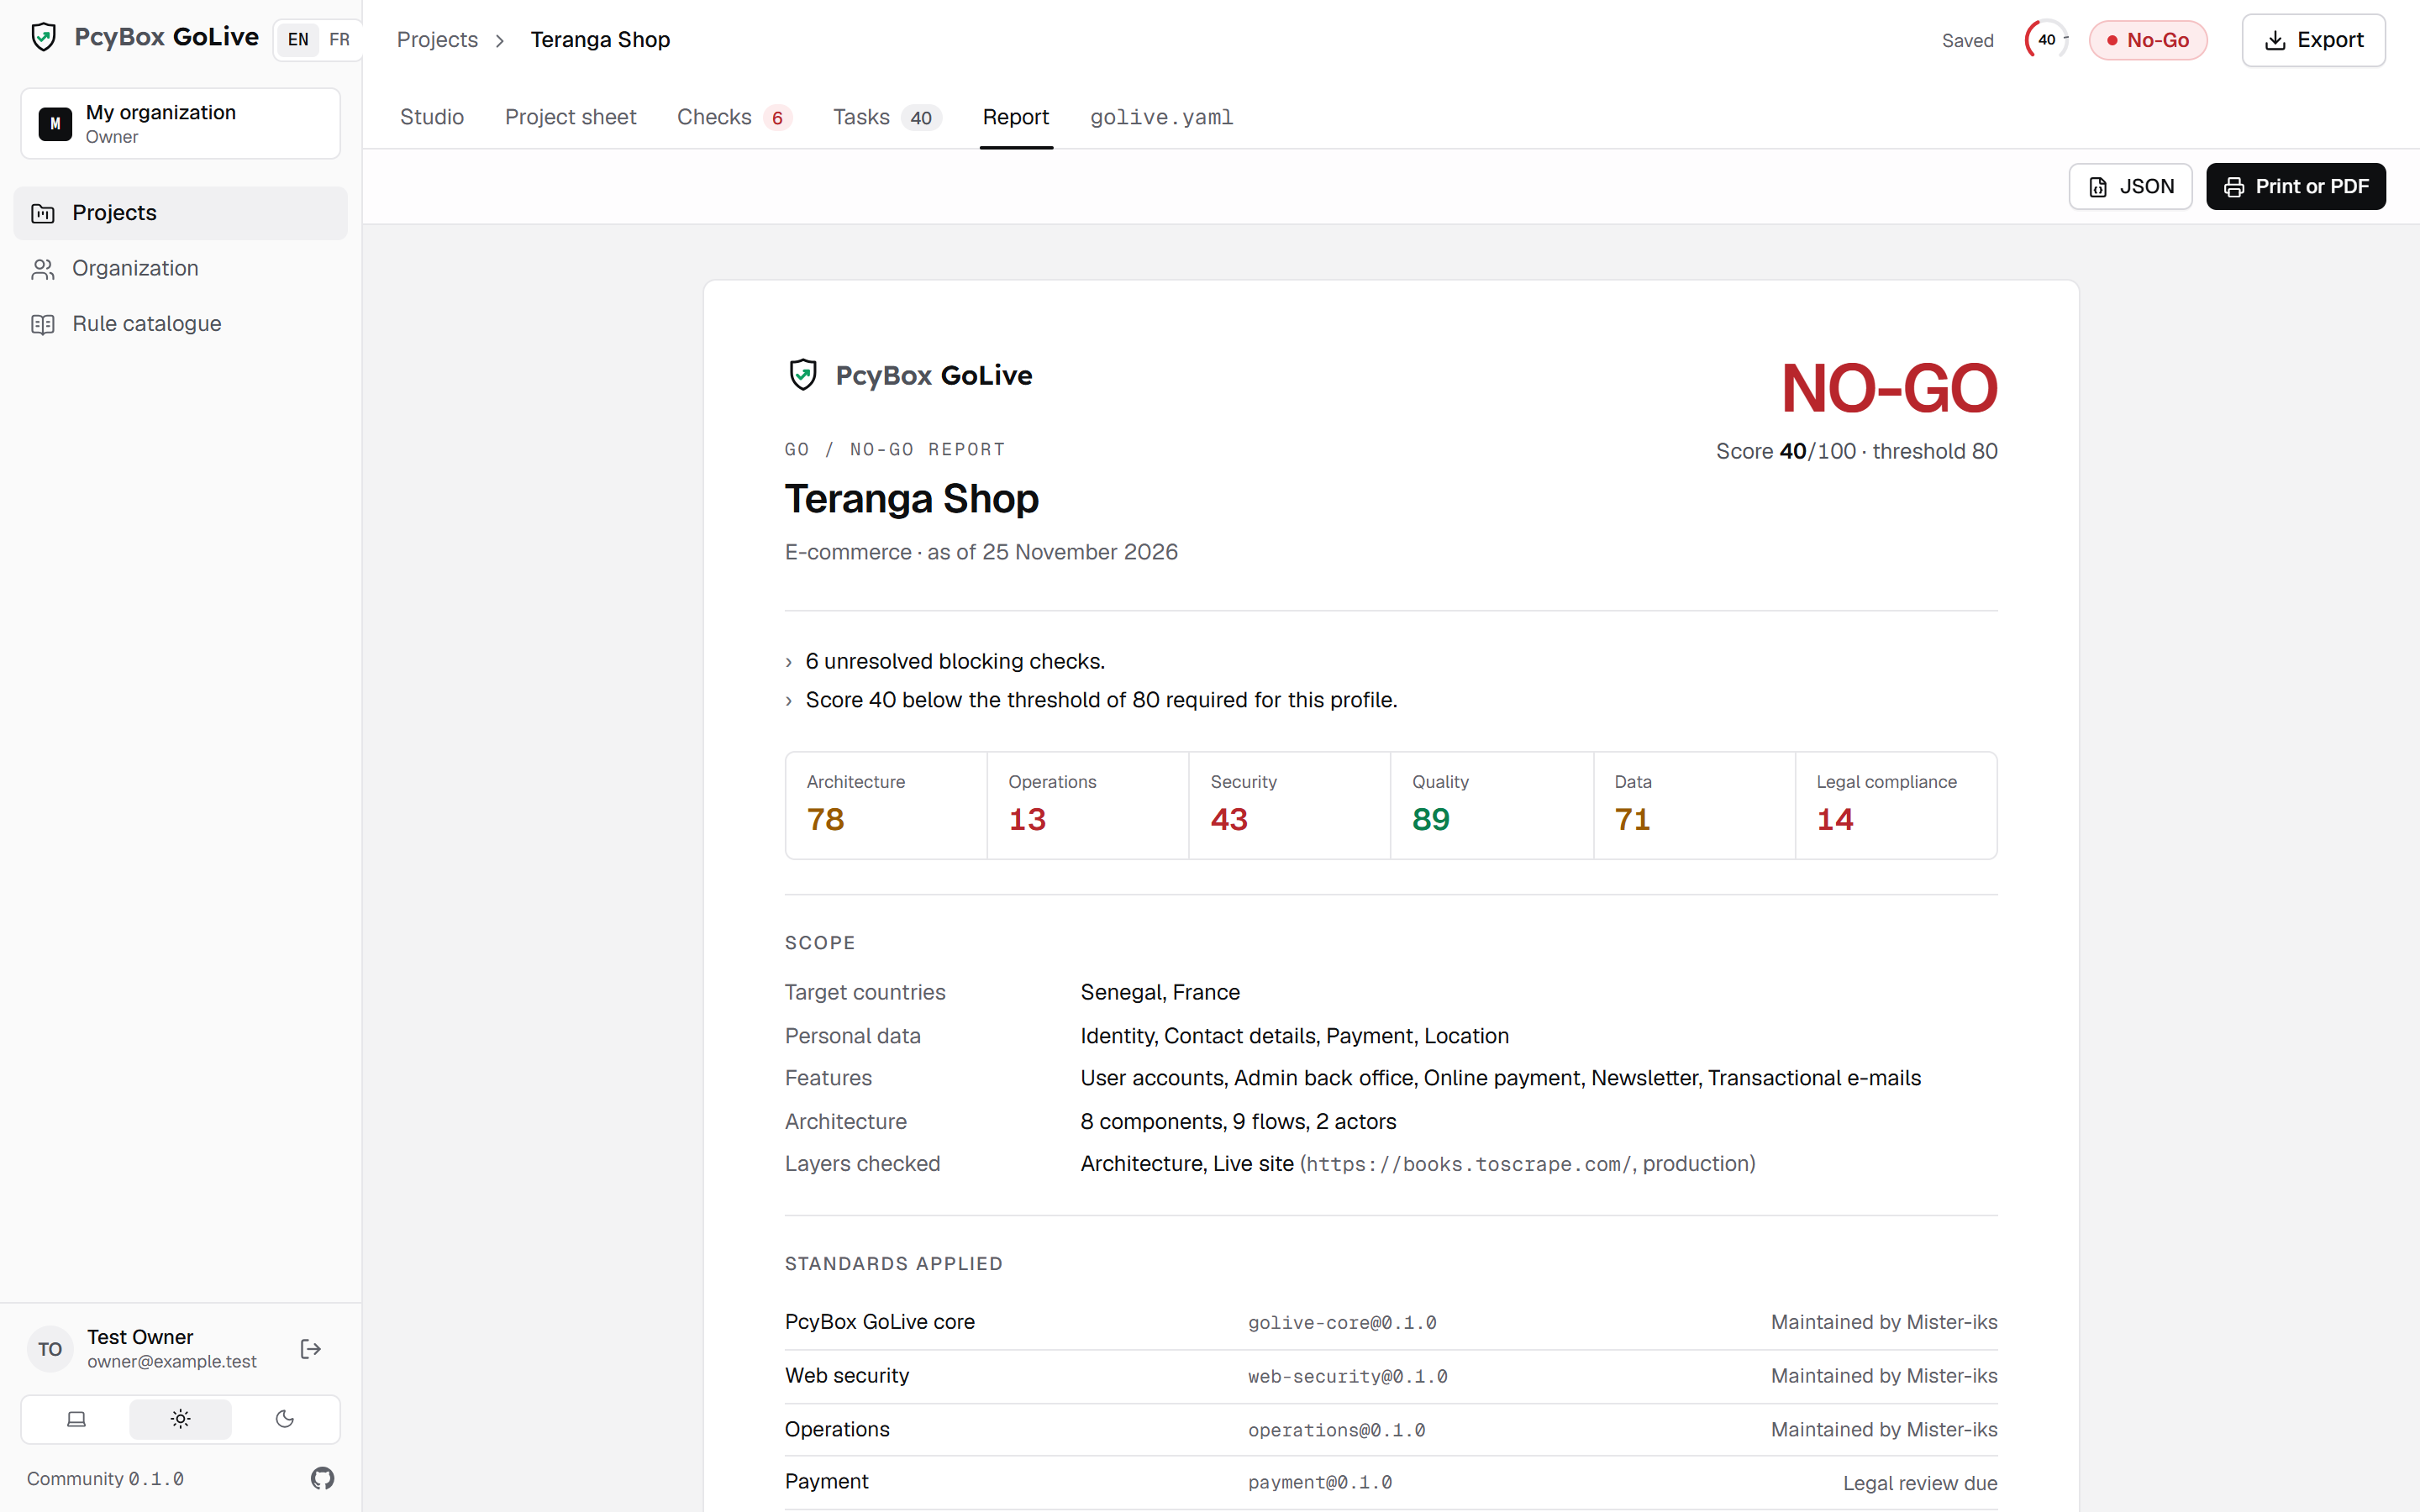 PcyBox GoLive
EN FR
Projects › Teranga Shop
Saved
40
No-Go
Export
M
My organization
Owner
Studio
Project sheet
Checks 6
Tasks 40
Report
golive.yaml
JSON
Print or PDF
Projects
Organization
Rule catalogue
PcyBox GoLive
NO-GO
GO / NO-GO REPORT
Score 40/100 · threshold 80
Teranga Shop
E-commerce · as of 25 November 2026
› 6 unresolved blocking checks.
› Score 40 below the threshold of 80 required for this profile.
Architecture Operations Security Quality Data Legal compliance
78 13 43 89 71 14
SCOPE
Target countries Senegal, France
Personal data Identity, Contact details, Payment, Location
Features User accounts, Admin back office, Online payment, Newsletter, Transactional e-mails
Architecture 8 components, 9 flows, 2 actors
Layers checked Architecture, Live site (https://books.toscrape.com/, production)
STANDARDS APPLIED
PcyBox GoLive core golive-core@0.1.0 Maintained by Mister-iks
Web security web-security@0.1.0 Maintained by Mister-iks
Operations operations@0.1.0 Maintained by Mister-iks
Payment payment@0.1.0 Legal review due
TO
Test Owner
owner@example.test
Community 0.1.0